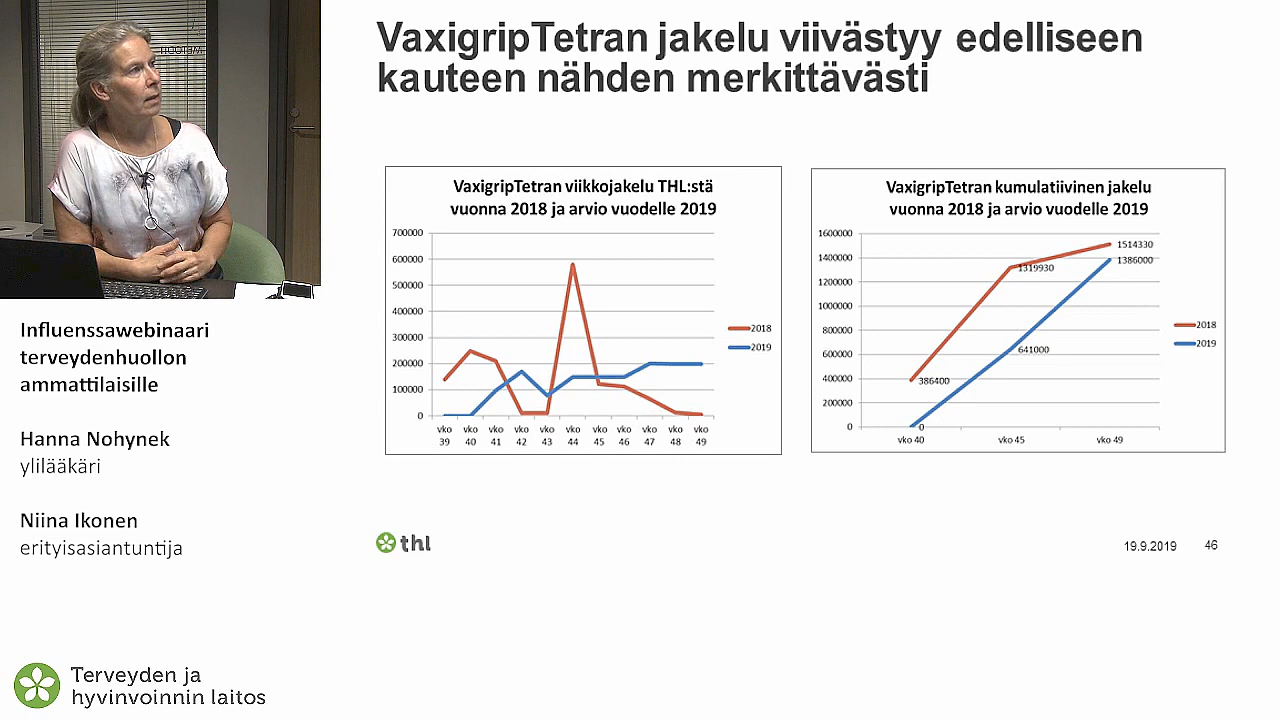 VaxigripTetran jakelu viivästyy edelliseen
kauteen nähden merkittävästi
VaxigripTetran viikkojakelu THL:stä
vuonna 2018 ja arvio vuodelle 2019
700000
600000
500000
400000
300000
200000
100000
0
vko 39
vko 40
vko 41
vko 42
vko 43
vko 44
vko 45
vko 46
vko 47
vko 48
vko 49
2018
2019
VaxigripTetran kumulatiivinen jakelu
vuonna 2018 ja arvio vuodelle 2019
1600000
1400000
1200000
1000000
800000
600000
400000
200000
0
1514330
1386000
1319930
641000
386400
0
vko 40
vko 45
vko 49
2018
2019
Influenssawebinaari
terveydenhuollon
ammattilaisille
Hanna Nohynek
ylilääkäri
Niina Ikonen
erityisasiantuntija
thl
19.9.2019
46
Terveyden ja
hyvinvoinnin laitos